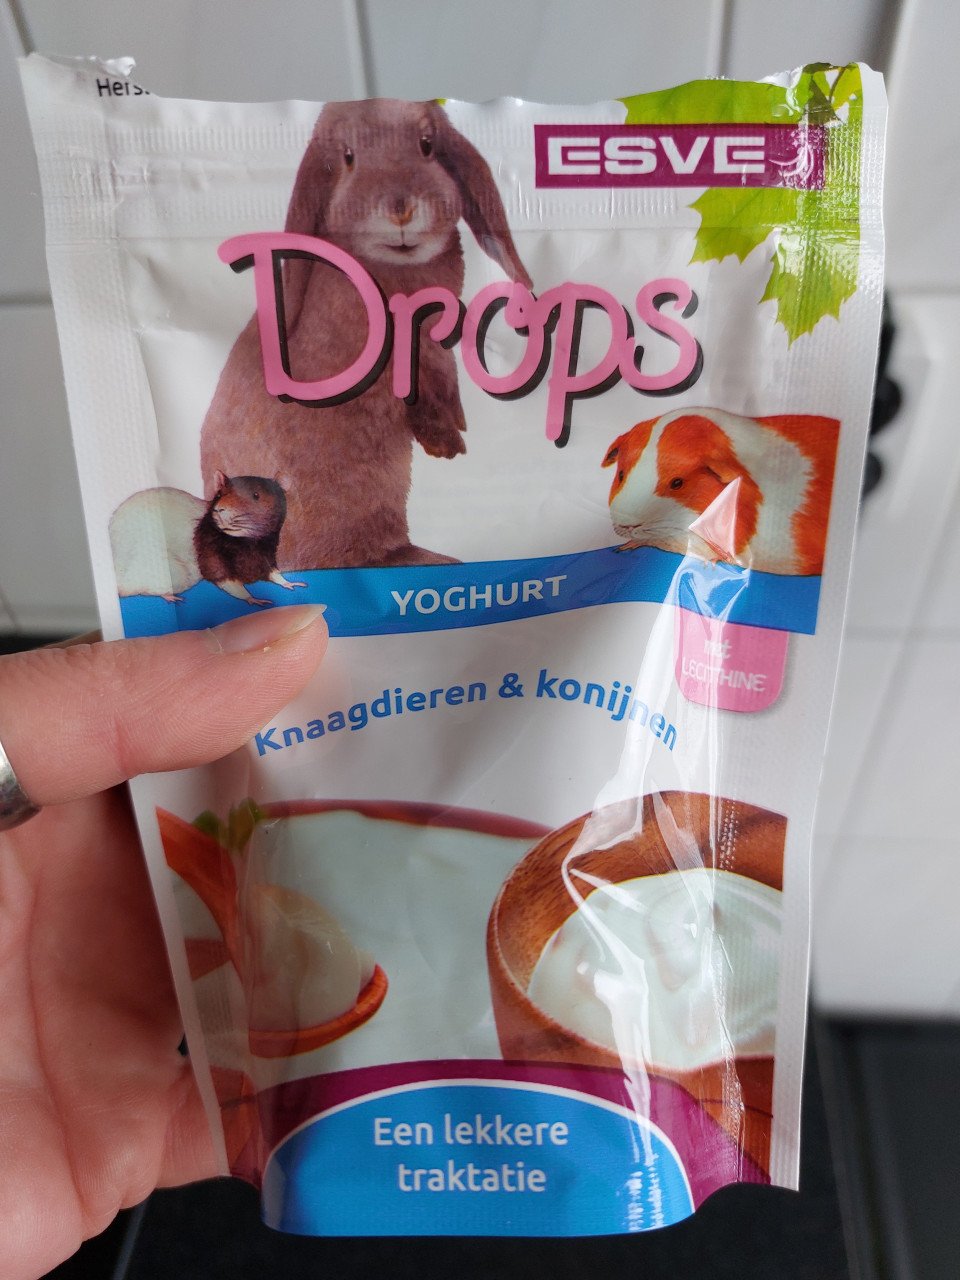 ESVE
Drops
YOGHURT
met
LECITHINE
Knaagdieren & konijnen
Een lekkere
traktatie